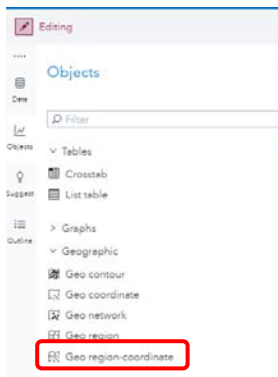 Editing
Objects
Data
Filter
Objects
Tables
Crosstab
Suggest
List table
Outline
Graphs
Geographic
Geo contour
Geo coordinate
Geo network
Geo region
Geo region-coordinate